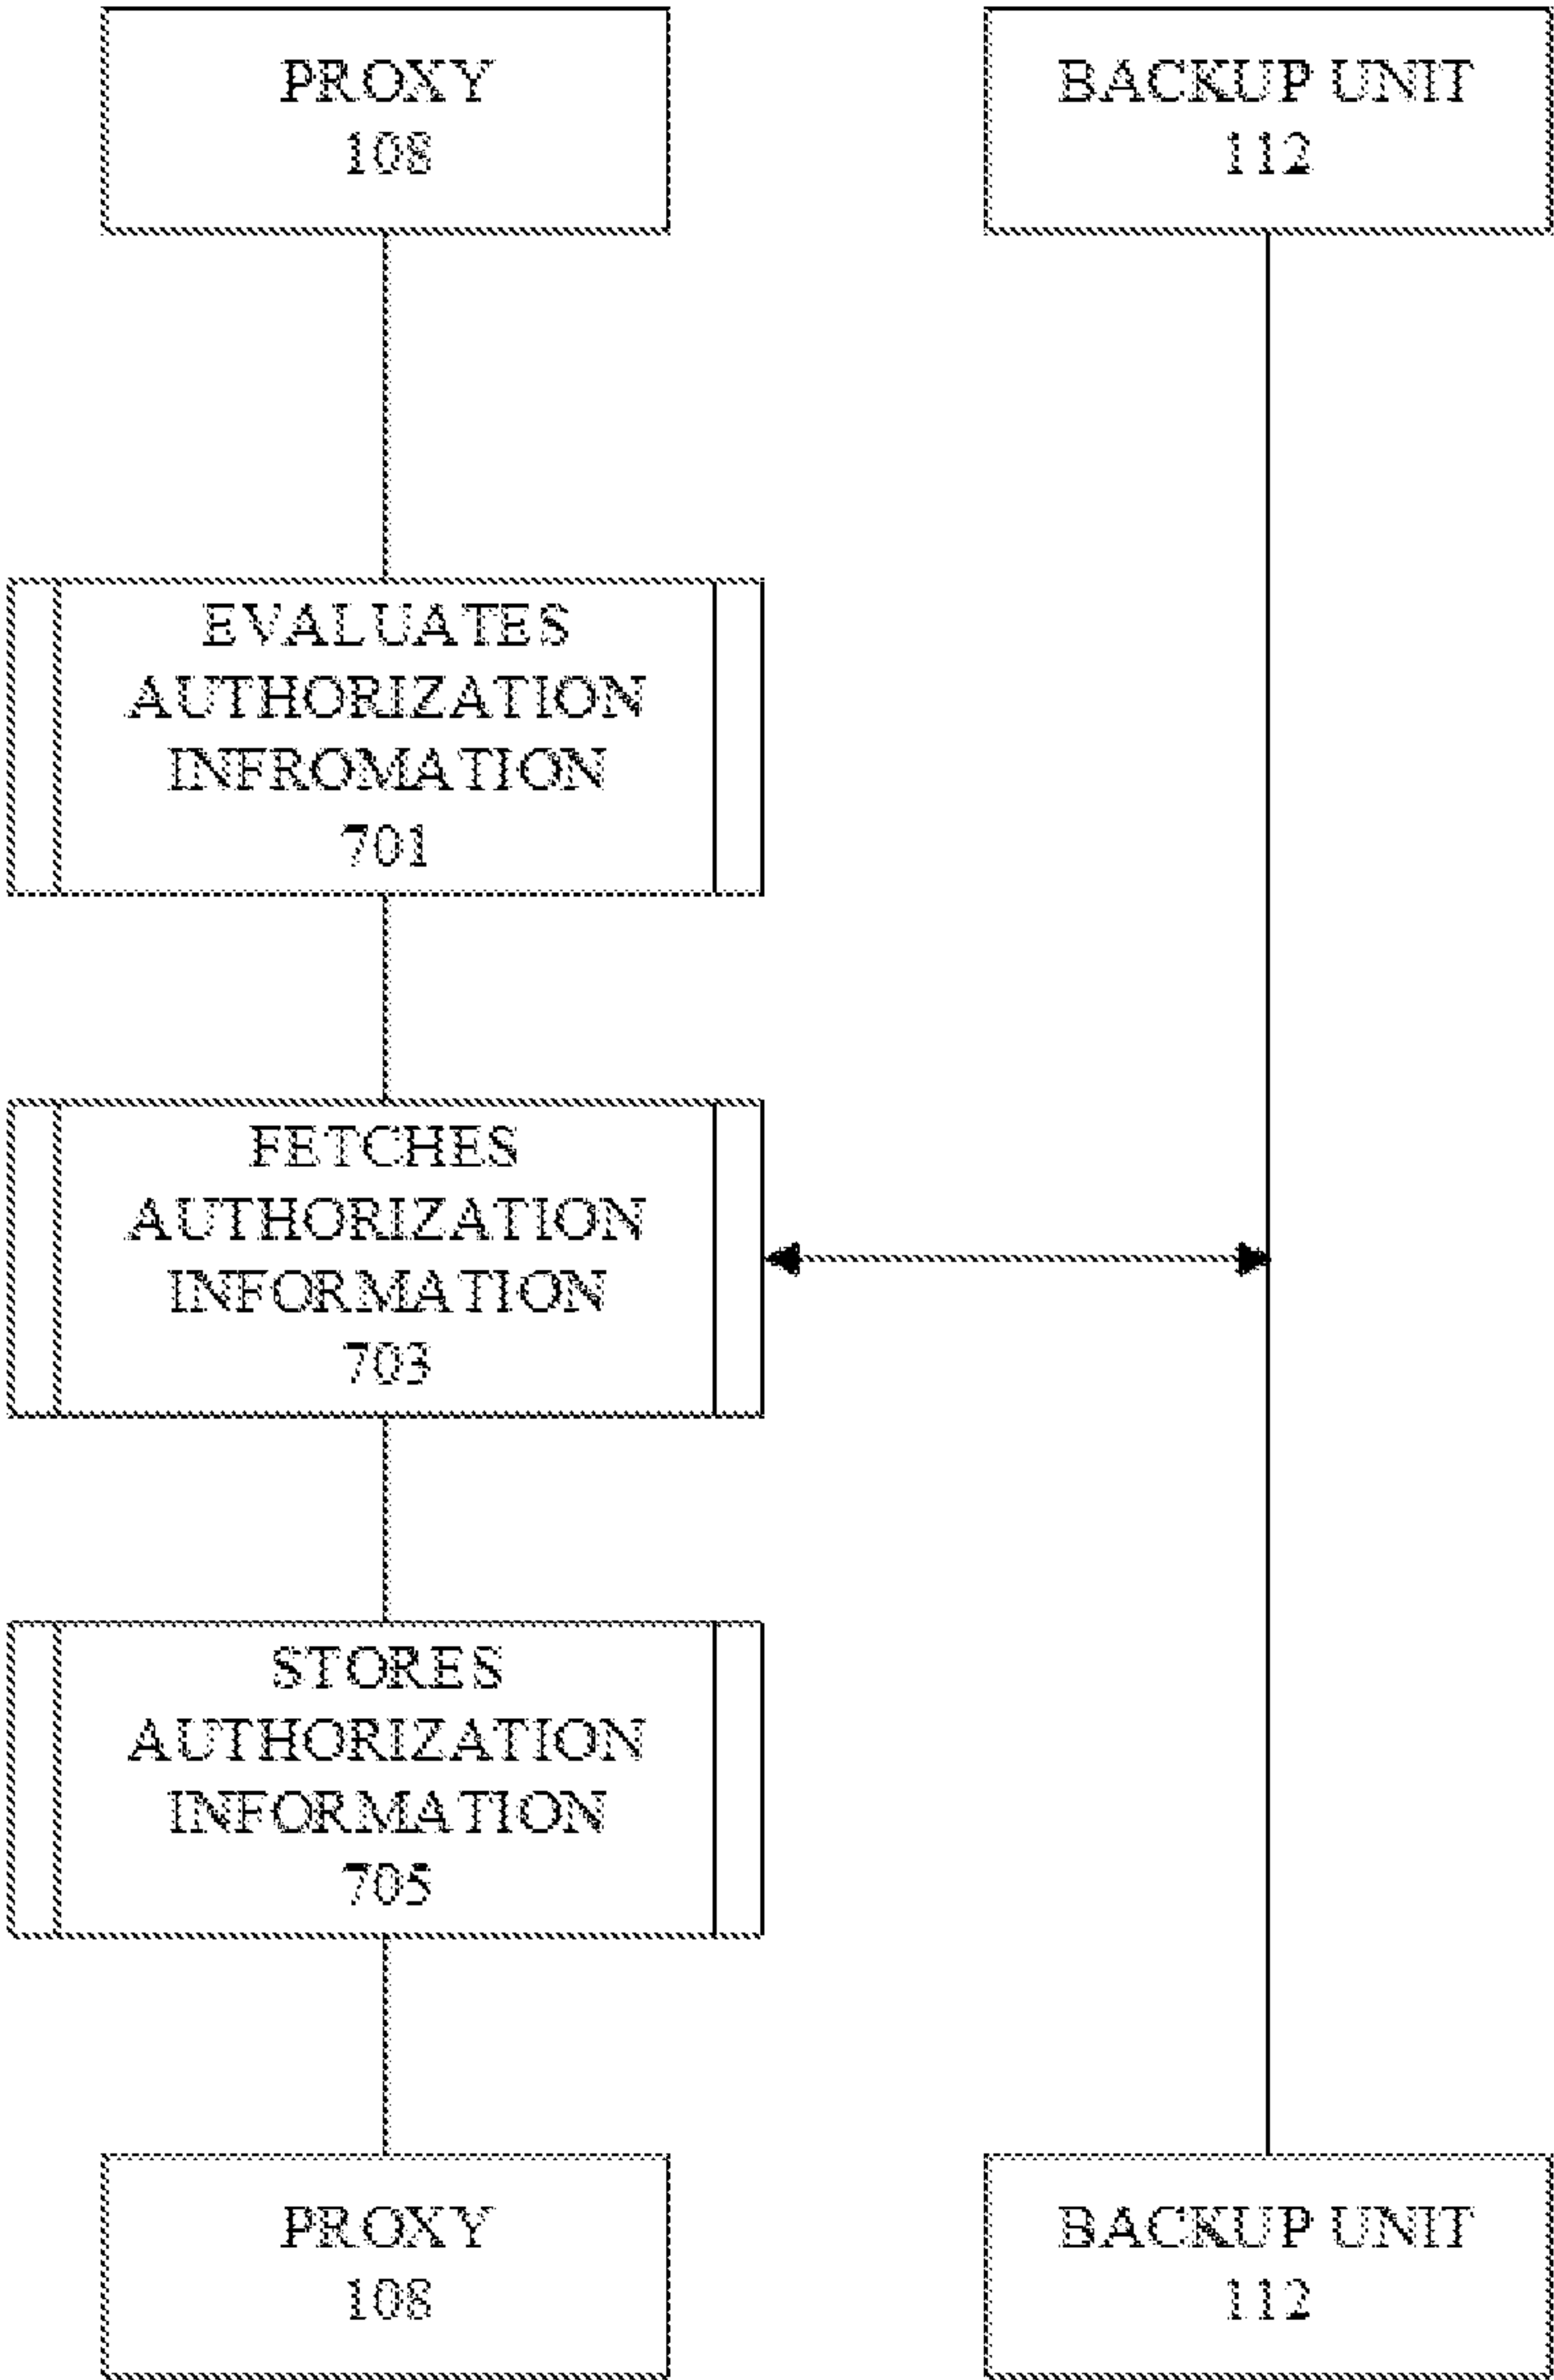 PROXY
108
BACKUP UNIT
112
EVALUATES
AUTHORIZATION
INFROMATION
701
FETCHES
AUTHORIZATION
INFORMATION
703
STORES
AUTHORIZATION
INFORMATION
705
PROXY
108
BACKUP UNIT
112